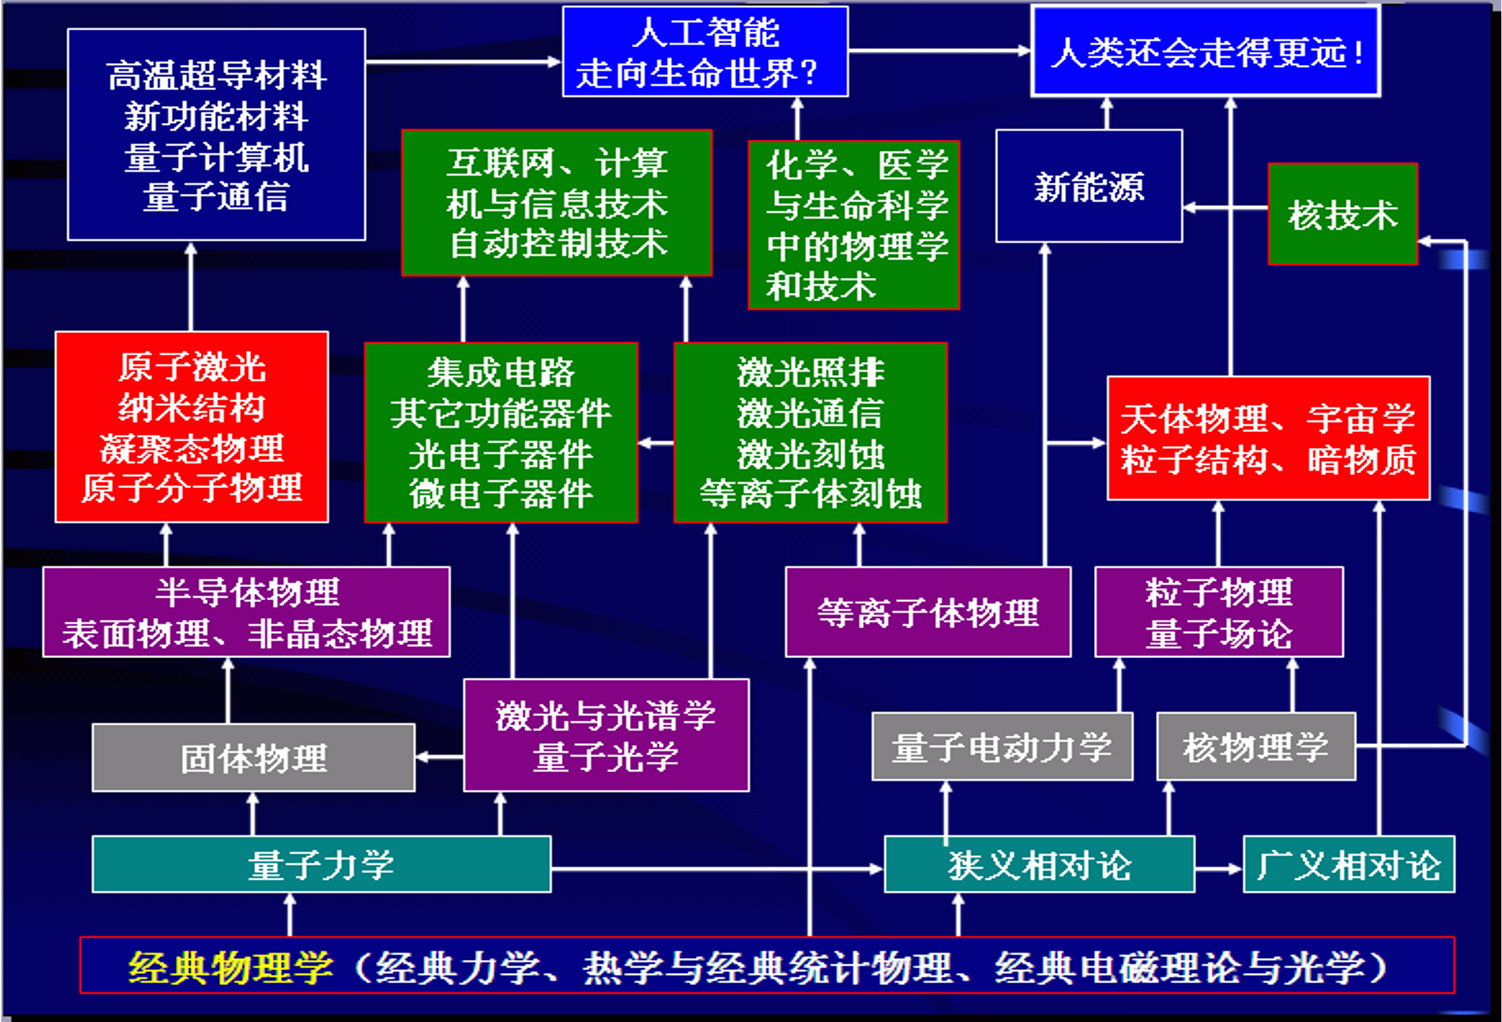 人工智能
走向生命世界?
人类还会走得更远!
高温超导材料
新功能材料
量子计算机
量子通信
互联网、计算
机与信息技术
自动控制技术
化学、医学
与生命科学
中的物理学
和技术
新能源
核技术
原子激光
纳米结构
凝聚态物理
原子分子物理
集成电路
其它功能器件
光电子器件
微电子器件
激光照排
激光通信
激光刻蚀
等离子体刻蚀
天体物理、宇宙学
粒子结构、暗物质
半导体物理
表面物理、非晶态物理
等离子体物理
粒子物理
量子场论
固体物理
激光与光谱学
量子光学
量子电动力学
核物理学
量子力学
狭义相对论
广义相对论
经典物理学（经典力学、热学与经典统计物理、经典电磁理论与光学）